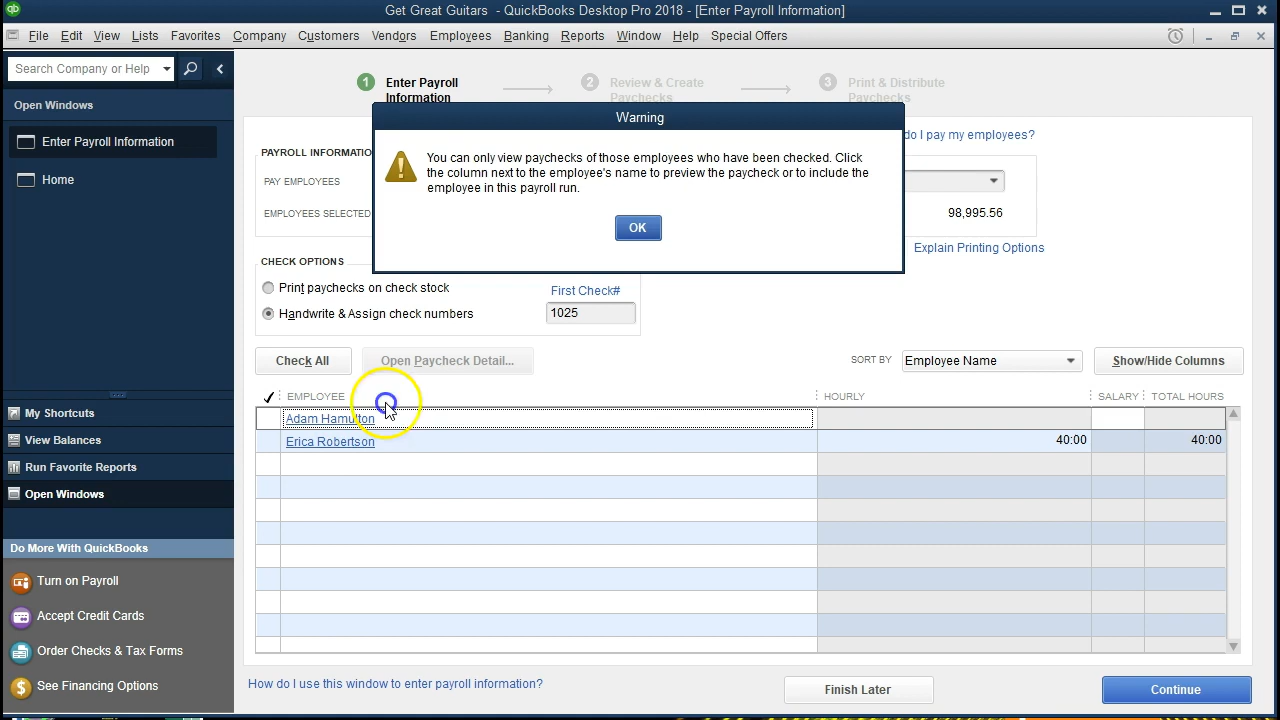 Get Great Guitars - QuickBooks Desktop Pro 2018 - [Enter Payroll Information]
File Edit View Lists Favorites Company Customers Vendors Employees Banking Reports Window Help Special Offers
Search Company or Help
Open Windows
Enter Payroll Information
Home
My Shortcuts
View Balances
Run Favorite Reports
Open Windows
Do More With QuickBooks
Turn on Payroll
Accept Credit Cards
Order Checks & Tax Forms
See Financing Options
1 Enter Payroll Information
2 Review & Create Paychecks
3 Print & Distribute Paychecks
Warning
You can only view paychecks of those employees who have been checked. Click
the column next to the employee's name to preview the paycheck or to include the
employee in this payroll run.
OK
do I pay my employees?
PAYROLL INFORMATIO
PAY EMPLOYEES
EMPLOYEES SELECTED
98,995.56
Explain Printing Options
CHECK OPTIONS
Print paychecks on check stock
Handwrite & Assign check numbers
First Check#
1025
Check All
Open Paycheck Detail...
SORT BY
Employee Name
Show/Hide Columns
EMPLOYEE HOURLY SALARY TOTAL HOURS
Adam Hamulton
Erica Robertson 40:00 40:00
How do I use this window to enter payroll information?
Finish Later
Continue